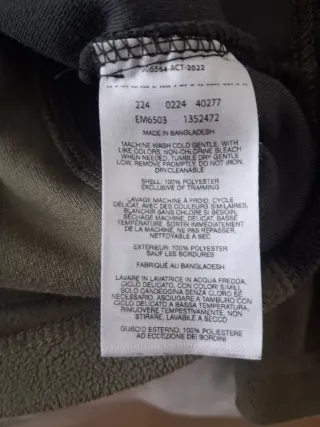 ACT-2022
224 0224 40277
EM6503 1352472
MADE IN BANGLADESH
MACHINE WASH COLD GENTLE, WITH
LIKE COLORS, NON-CHLORINE BLEACH
WHEN NEEDED, TUMBLE DRY GENTLE
LOW, REMOVE PROMPTLY, DO NOT IRON,
DRYCLEANABLE
SHELL: 100% POLYESTER
EXCLUSIVE OF TRIMMING
LAVAGE MACHINE À FROID, CYCLE
DÉLICAT, AVEC DES COULEURS SIMILAIRES,
BLANCHIR SANS CHLORE SI BESOIN,
SÉCHAGE MACHINE, DÉLICAT, BASSE
TEMPÉRATURE, SORTIR IMMÉDIATEMENT
DE LA MACHINE, NE PAS REPASSER,
NETTOYABLE À SEC
EXTÉRIEUR: 100% POLYESTER
SAUF LES BORDURES
FABRIQUÉ AU BANGLADESH
LAVARE IN LAVATRICE IN ACQUA FREDDA,
CICLO DELICATO, CON COLORI SIMILI,
SOLO CANDEGGINA SENZA CLORO SE
NECESSARIO, ASCIUGARE A TAMBURO CON
CICLO DELICATO A BASSA TEMPERATURA,
RIMUOVERE TEMPESTIVAMENTE, NON
STIRARE, LAVABILE A SECCO
GUSCIO ESTERNO: 100% POLIESTERE
AD ECCEZIONE DEI BORDINI